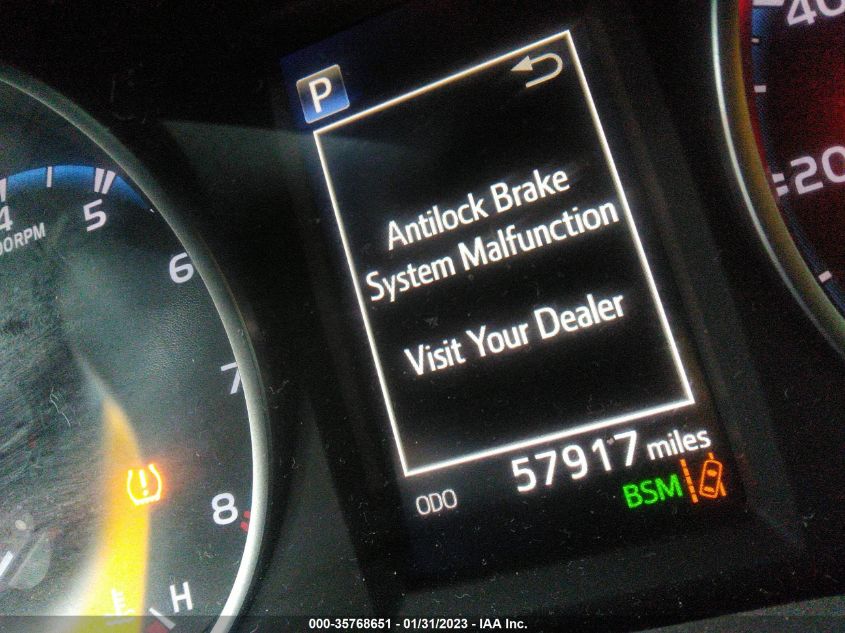 P
Antilock Brake
System Malfunction
Visit Your Dealer
ODO 57917 miles
BSM
4 5
00RPM
6
7
8
H
40
20
000-35768651 - 01/31/2023 - IAA Inc.